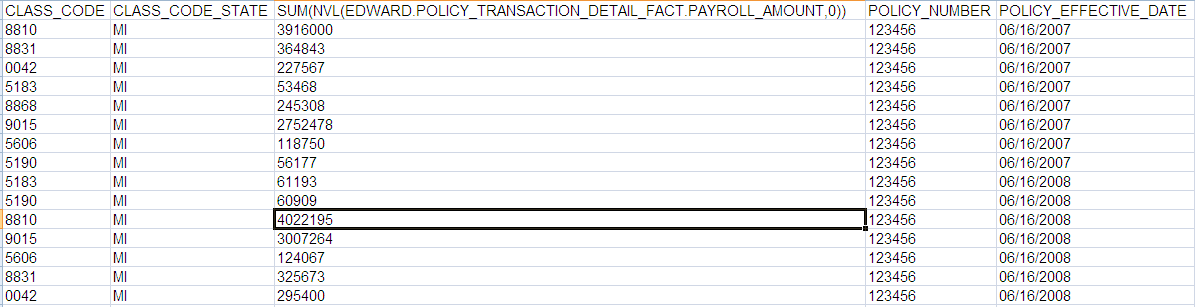 CLASS_CODE CLASS_CODE_STATE SUM(NVL(EDWARD.POLICY_TRANSACTION_DETAIL_FACT.PAYROLL_AMOUNT,0)) POLICY_NUMBER POLICY_EFFECTIVE_DATE
8810 MI 3916000 123456 06/16/2007
8831 MI 364843 123456 06/16/2007
0042 MI 227567 123456 06/16/2007
5183 MI 53468 123456 06/16/2007
8868 MI 245308 123456 06/16/2007
9015 MI 2752478 123456 06/16/2007
5606 MI 118750 123456 06/16/2007
5190 MI 56177 123456 06/16/2007
5183 MI 61193 123456 06/16/2008
5190 MI 60909 123456 06/16/2008
8810 MI 4022195 123456 06/16/2008
9015 MI 3007264 123456 06/16/2008
5606 MI 124067 123456 06/16/2008
8831 MI 325673 123456 06/16/2008
0042 MI 295400 123456 06/16/2008